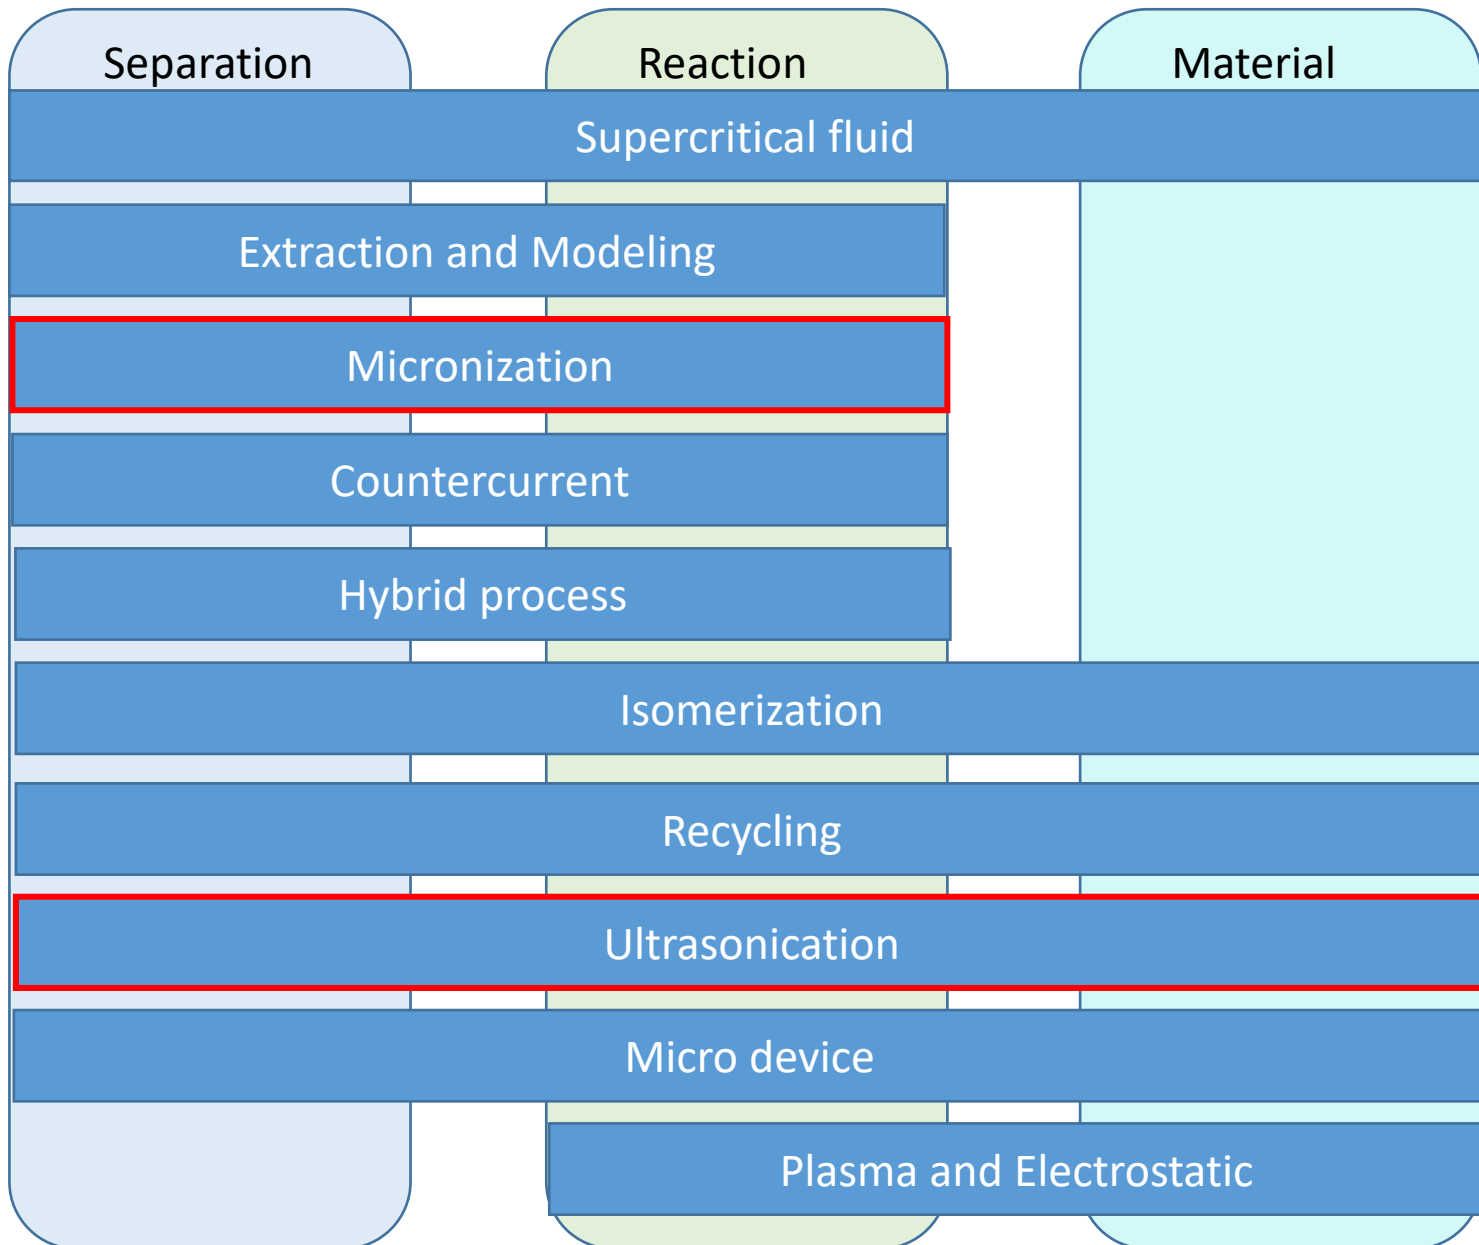 Separation
Reaction
Material
Supercritical fluid
Extraction and Modeling
Micronization
Countercurrent
Hybrid process
Isomerization
Recycling
Ultrasonication
Micro device
Plasma and Electrostatic